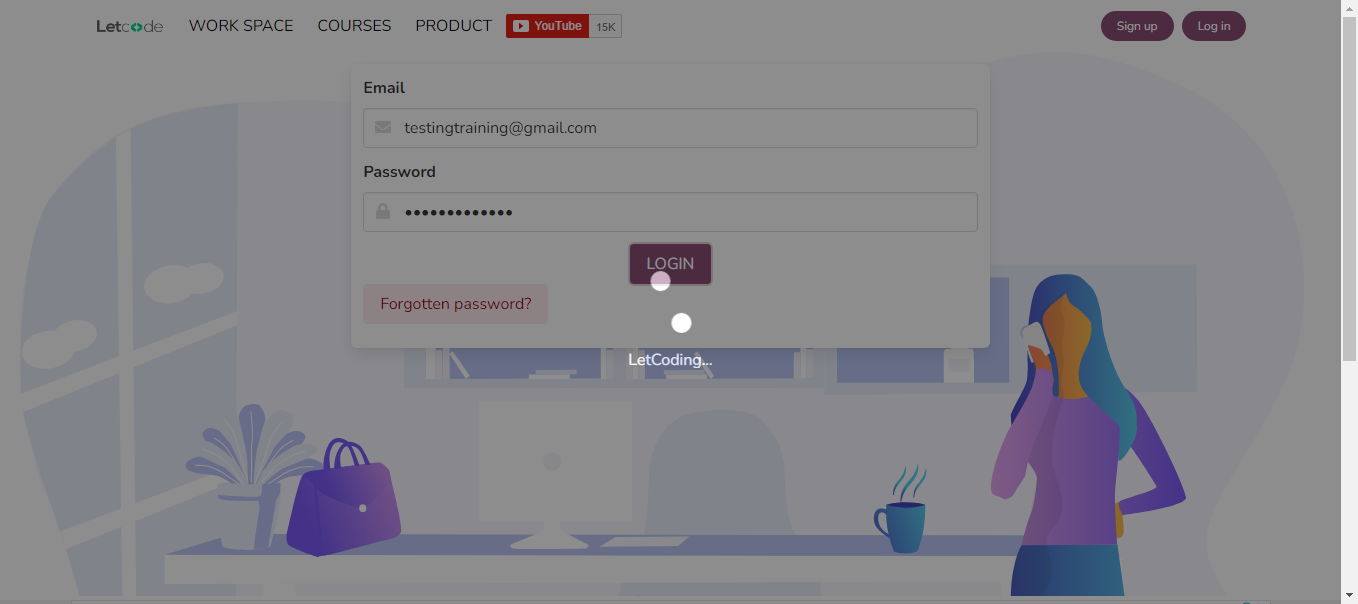 Letcode WORK SPACE COURSES PRODUCT YouTube 15K Sign up Log in
Email
testingtraining@gmail.com
Password
•••••••••••••
LOGIN
Forgotten password?
LetCoding...